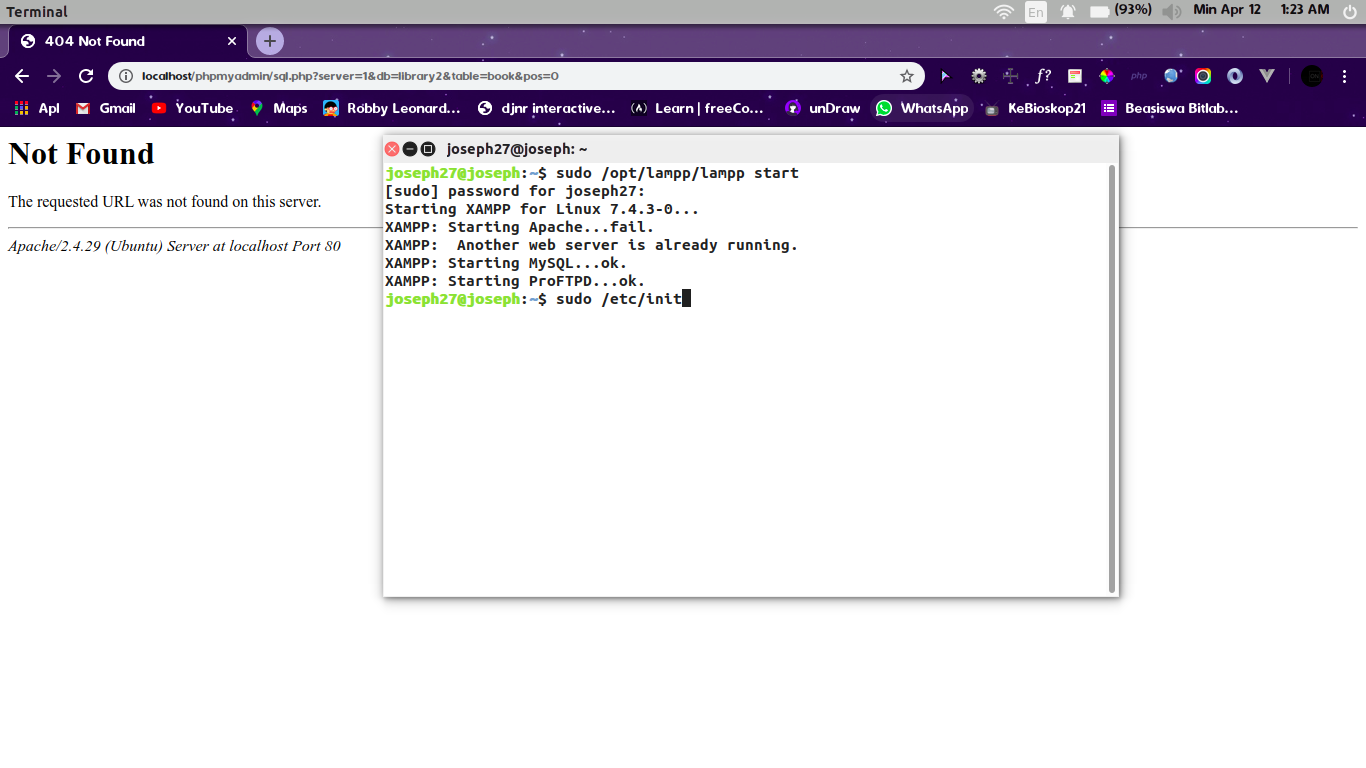 Terminal
En
(93%)
Min Apr 12 1:23 AM
404 Not Found
localhost/phpmyadmin/sql.php?server=1&db=library2&table=book&pos=0
f?
php
Apl
Gmail
YouTube
Maps
Robby Leonard...
djnr interactive...
Learn | freeCo...
unDraw
WhatsApp
KeBioskop21
Beasiswa Bitlab...
Not Found
The requested URL was not found on this server.
Apache/2.4.29 (Ubuntu) Server at localhost Port 80
joseph27@joseph: ~
joseph27@joseph:~$ sudo /opt/lampp/lampp start
[sudo] password for joseph27:
Starting XAMPP for Linux 7.4.3-0...
XAMPP: Starting Apache...fail.
XAMPP:  Another web server is already running.
XAMPP: Starting MySQL...ok.
XAMPP: Starting ProFTPD...ok.
joseph27@joseph:~$ sudo /etc/init